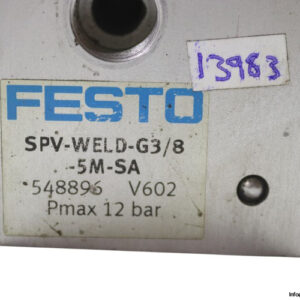 13983
FESTO
SPV-WELD-G3/8
-5M-SA
548896 V602
Pmax 12 bar